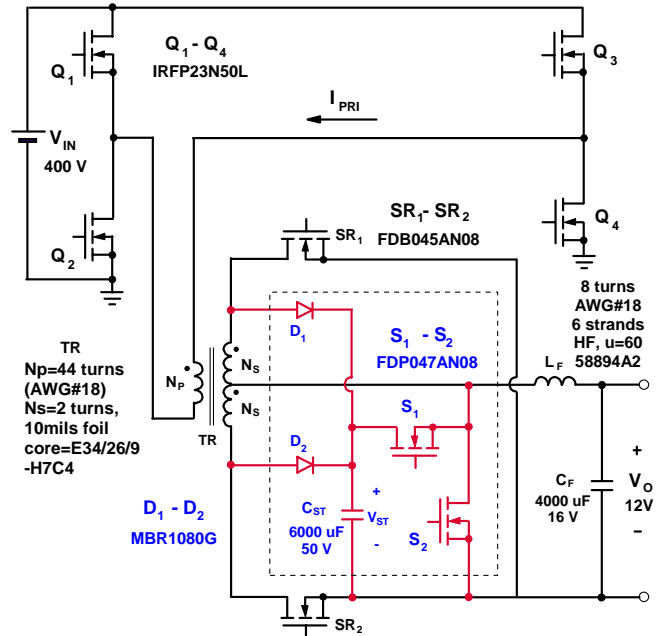 Q1 - Q4
IRFP23N50L
Q1
Q3
IPRI
VIN
400 V
Q2
SR1- SR2
FDB045AN08
SR1
Q4
8 turns
AWG#18
6 strands
HF, u=60
58894A2
D1
S1 - S2
FDP047AN08
TR
Np=44 turns
(AWG#18)
Ns=2 turns,
10mils foil
core=E34/26/9
-H7C4
NP
NS
NS
TR
LF
S1
D2
D1 - D2
MBR1080G
CST
6000 uF
50 V
+
VST
-
S2
CF
4000 uF
16 V
+
VO
12V
−
SR2